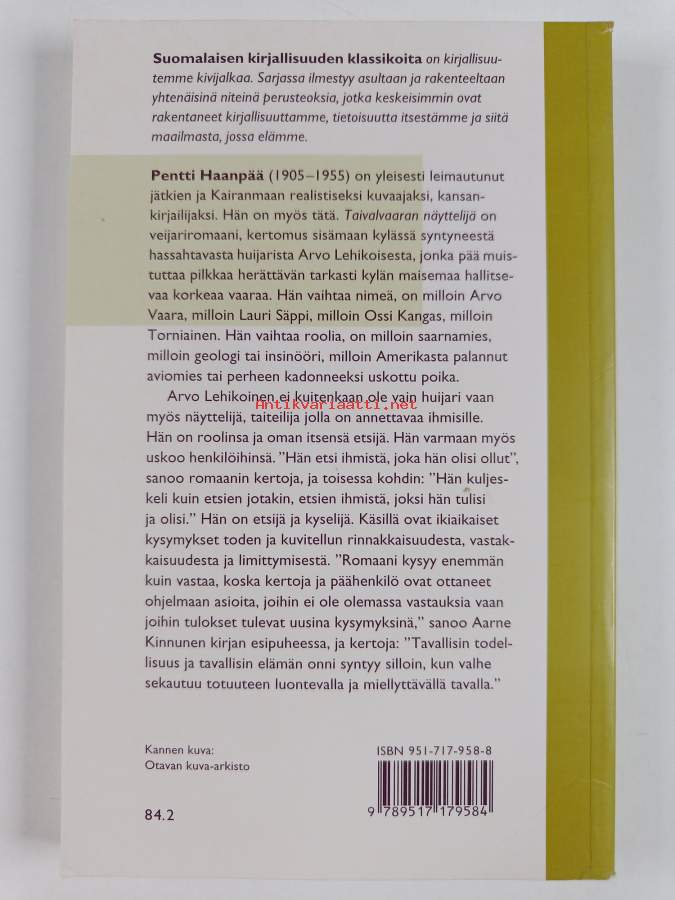 Suomalaisen kirjallisuuden klassikoita on kirjallisuu-
temme kivijalkaa. Sarjassa ilmestyy asultaan ja rakenteeltaan
yhtenäisinä niteinä perusteoksia, jotka keskeisimmin ovat
rakentaneet kirjallisuuttamme, tietoisuutta itsestämme ja siitä
maailmasta, jossa elämme.
Pentti Haanpää (1905–1955) on yleisesti leimautunut
jätkien ja Kairanmaan realistiseksi kuvaajaksi, kansan-
kirjailijaksi. Hän on myös tätä. Taivalvaaran näyttelijä on
veijariromaani, kertomus sisämaan kylässä syntyneestä
hassahtavasta huijarista Arvo Lehikoisesta, jonka pää muis-
tuttaa pilkkaa herättävän tarkasti kylän maisemaa hallitse-
vaa korkeaa vaaraa. Hän vaihtaa nimeä, on milloin Arvo
Vaara, milloin Lauri Säppi, milloin Ossi Kangas, milloin
Torniainen. Hän vaihtaa roolia, on milloin saarnamies,
milloin geologi tai insinööri, milloin Amerikasta palannut
aviomies tai perheen kadonneeksi uskottu poika.
Arvo Lehikoinen ei kuitenkaan ole vain huijari vaan
Antikvariaatti.net
myös näyttelijä, taiteilija jolla on annettavaa ihmisille.
Hän on roolinsa ja oman itsensä etsijä. Hän varmaan myös
uskoo henkilöihinsä. ”Hän etsi ihmistä, joka hän olisi ollut”,
sanoo romaanin kertoja, ja toisessa kohdin: ”Hän kuljes-
keli kuin etsien jotakin, etsien ihmistä, joksi hän tulisi
ja olisi.” Hän on etsijä ja kyselijä. Käsillä ovat ikiaikaiset
kysymykset toden ja kuvitellun rinnakkaisuudesta, vastak-
kaisuudesta ja limittymisestä. ”Romaani kysyy enemmän
kuin vastaa, koska kertoja ja päähenkilö ovat ottaneet
ohjelmaan asioita, joihin ei ole olemassa vastauksia vaan
joihin tulokset tulevat uusina kysymyksinä,” sanoo Aarne
Kinnunen kirjan esipuheessa, ja kertoja: ”Tavallisin todel-
lisuus ja tavallisin elämän onni syntyy silloin, kun valhe
sekautuu totuuteen luontevalla ja miellyttävällä tavalla.”
Kannen kuva:
Otavan kuva-arkisto
84.2
ISBN 951-717-958-8
9 789517 179584